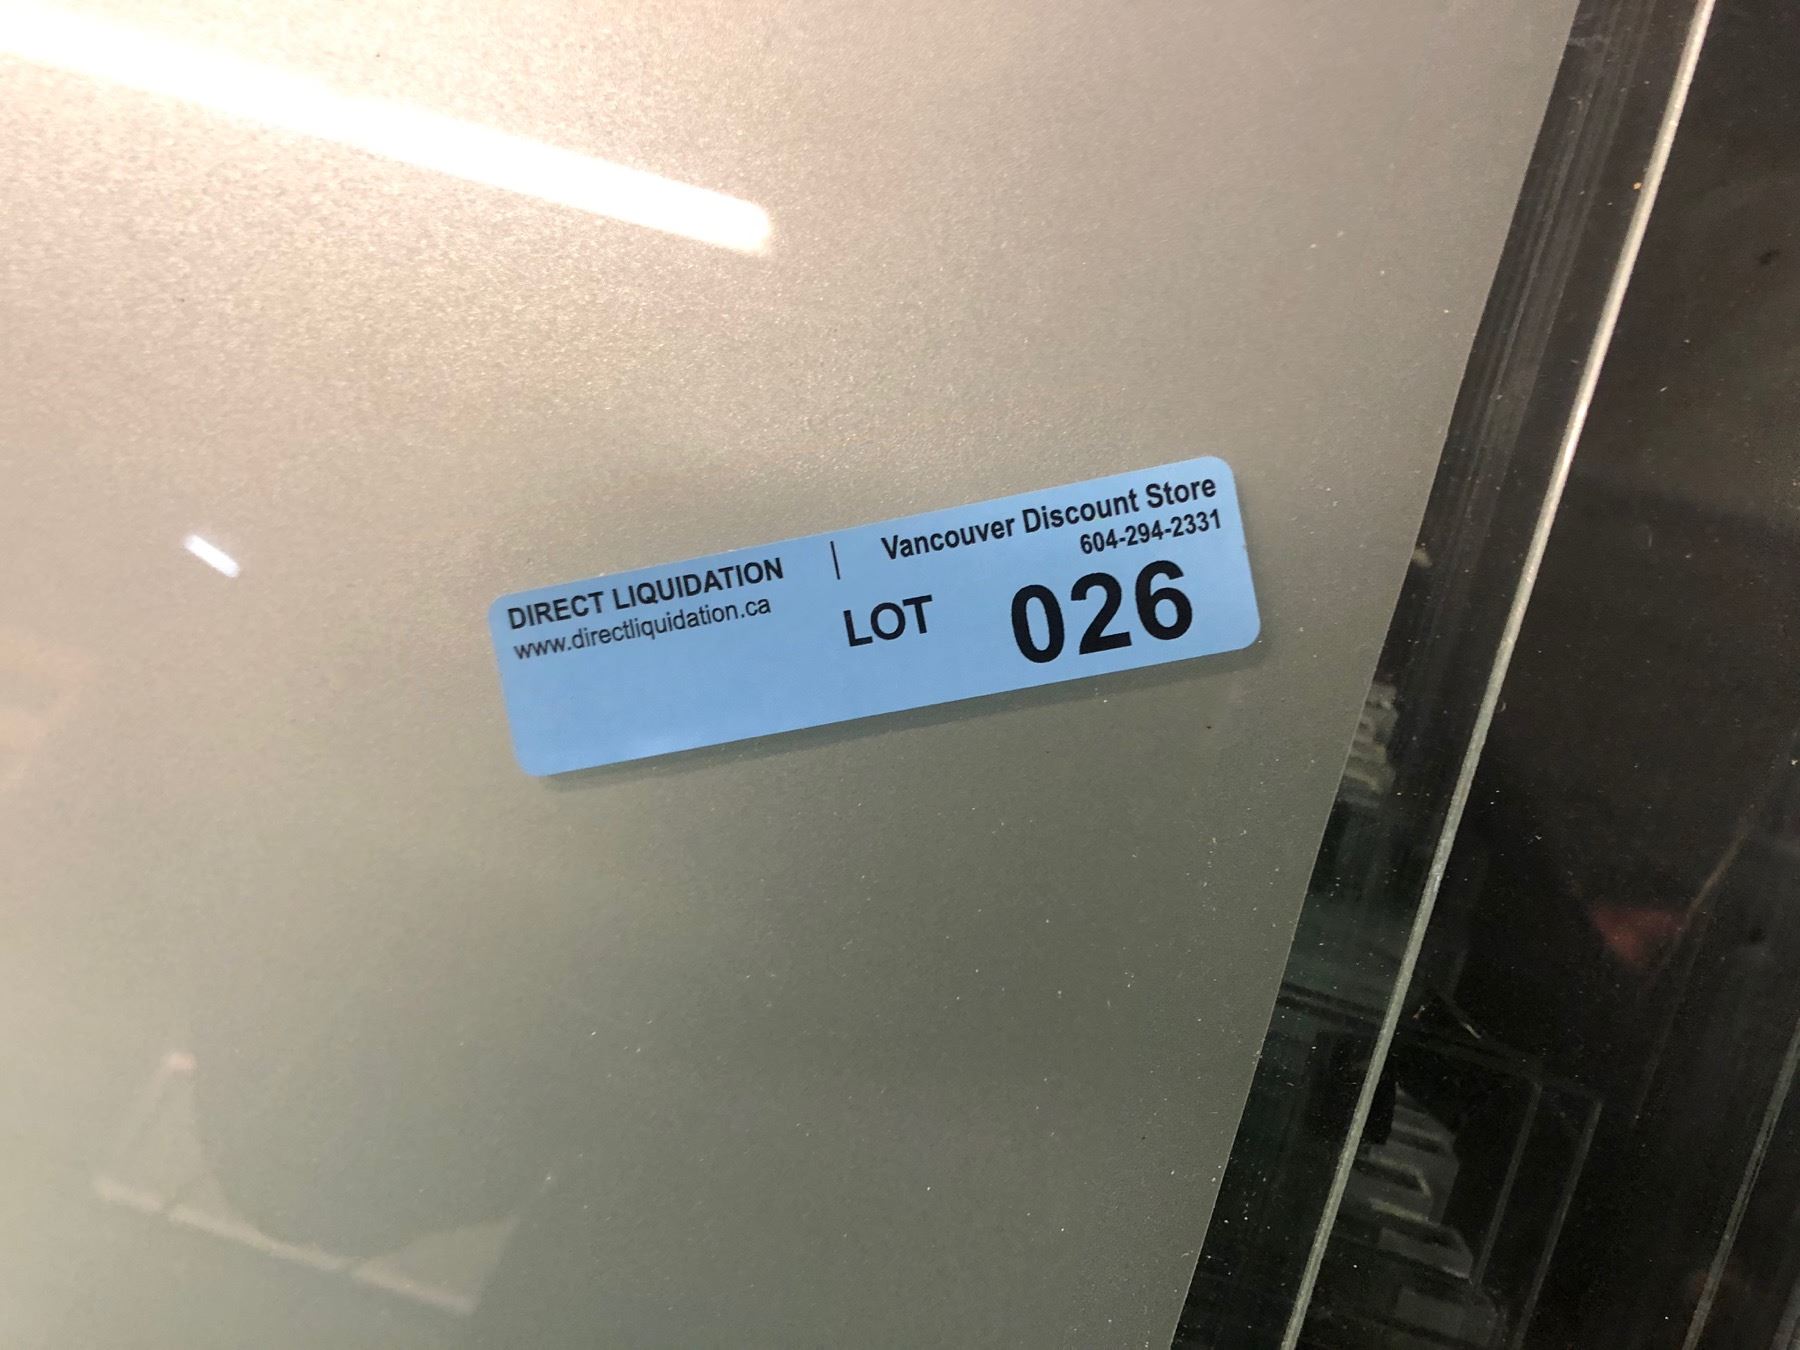 DIRECT LIQUIDATION | Vancouver Discount Store
www.directliquidation.ca 604-294-2331
LOT 026